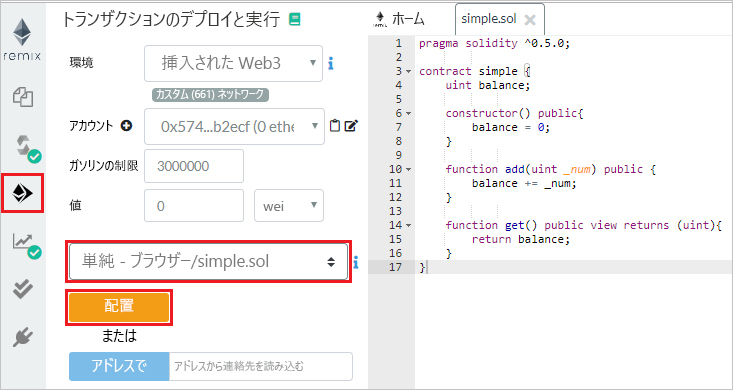 remix
トランザクションのデプロイと実行
環境
挿入された Web3
カスタム (661) ネットワーク
アカウント
0x574...b2ecf (0 ethe
ガソリンの制限
3000000
値
0
wei
単純 - ブラウザー/simple.sol
配置
または
アドレスで
アドレスから連絡先を読み込む
ホーム
simple.sol
1 pragma solidity ^0.5.0;
2
3 contract simple {
4 uint balance;
5
6 constructor() public{
7 balance = 0;
8 }
9
10 function add(uint _num) public {
11 balance += _num;
12 }
13
14 function get() public view returns (uint){
15 return balance;
16 }
17 }